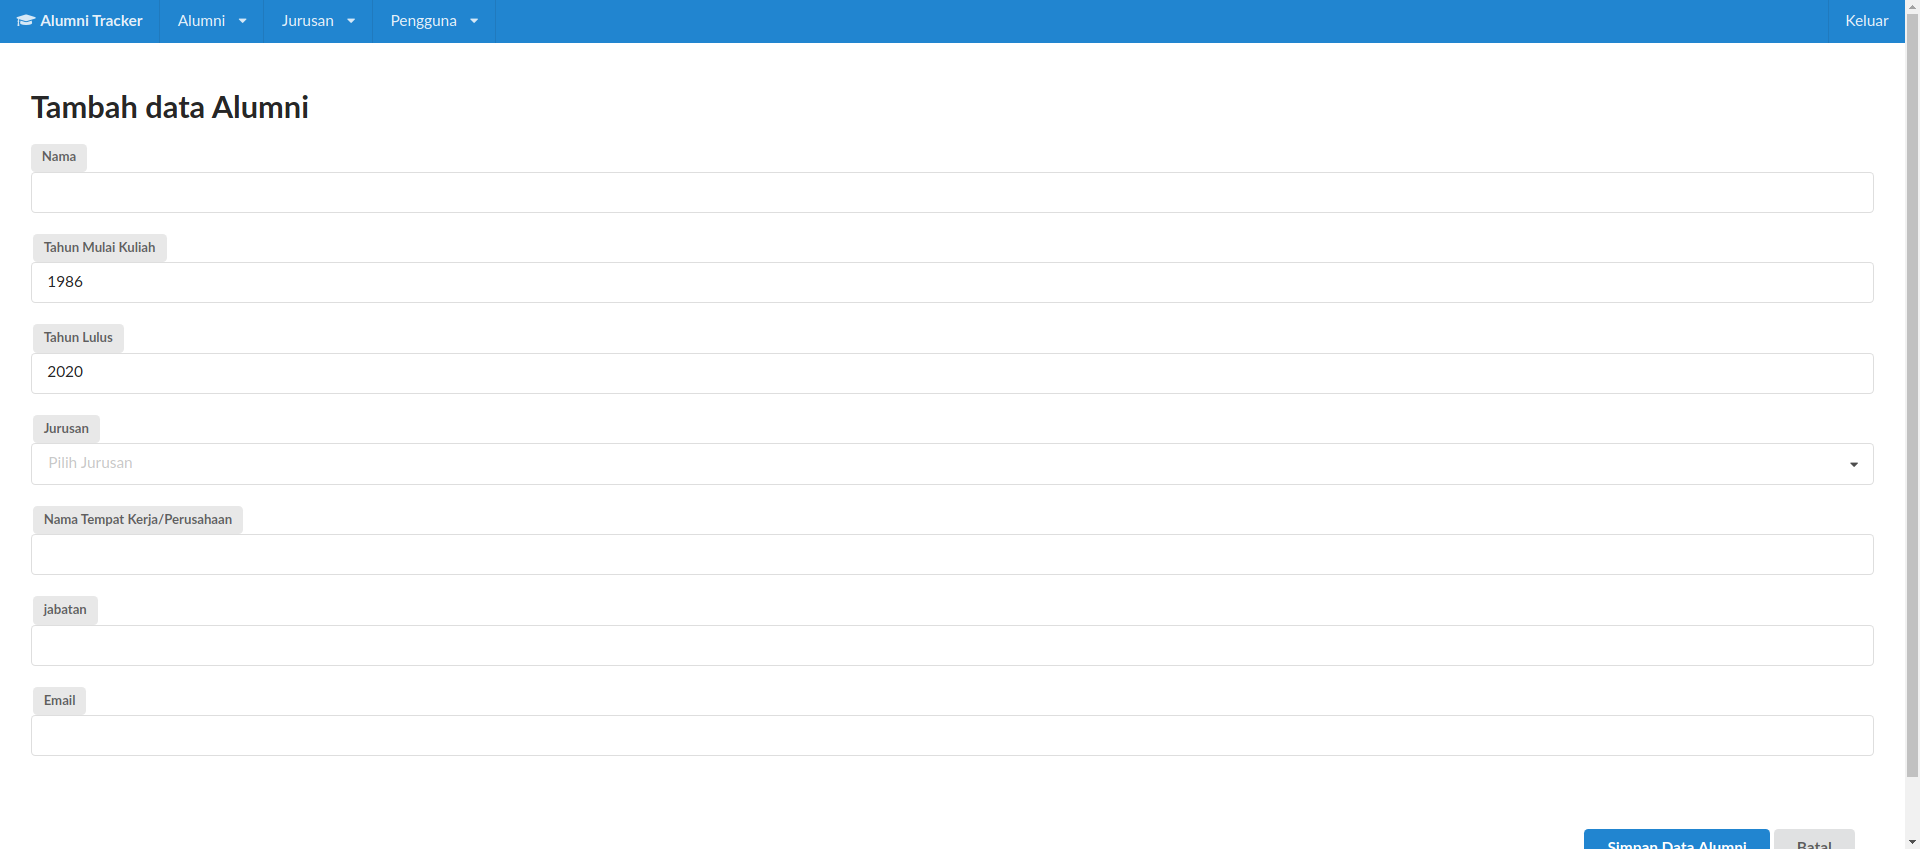 Alumni Tracker Alumni Jurusan Pengguna Keluar
Tambah data Alumni
Nama
Tahun Mulai Kuliah
1986
Tahun Lulus
2020
Jurusan
Pilih Jurusan
Nama Tempat Kerja/Perusahaan
jabatan
Email
Simpan Data Alumni Batal